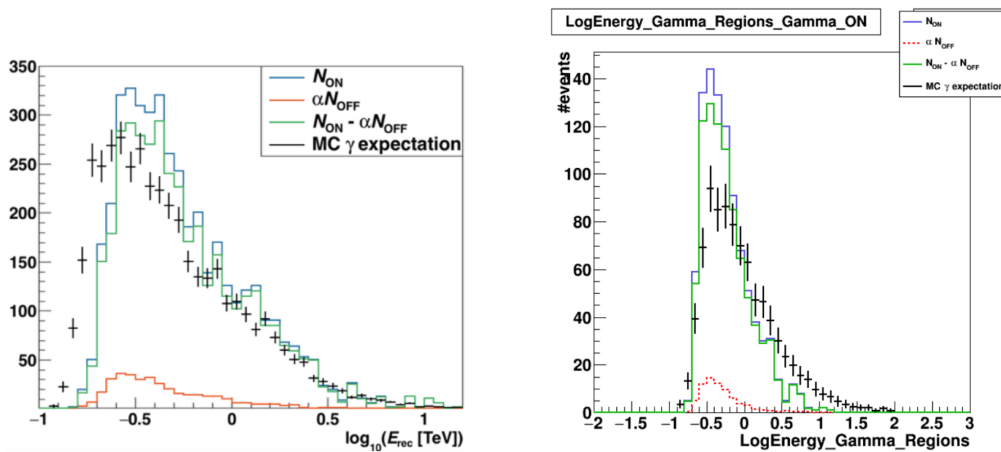 350
300
250
200
150
100
50
−1
−0.5
0
0.5
1
log₁₀(E_rec [TeV])
N_ON
αN_OFF
N_ON - αN_OFF
MC γ expectation
LogEnergy_Gamma_Regions_Gamma_ON
#events
140
120
100
80
60
40
20
0
−2
−1.5
−1
−0.5
0
0.5
1
1.5
2
2.5
3
LogEnergy_Gamma_Regions
N_ON
α N_OFF
N_ON - α N_OFF
MC γ expectation